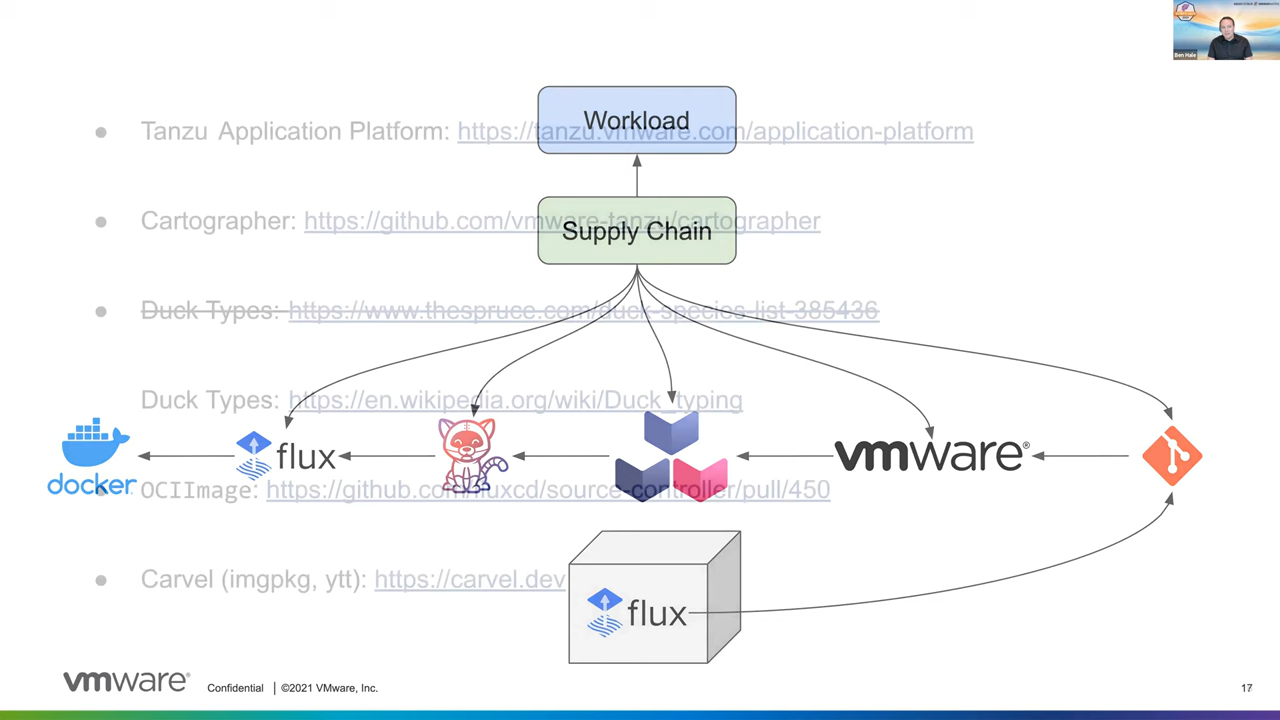 Ben Hale
Workload
Tanzu Application Platform: https://tanzu.vmware.com/application-platform
Cartographer: https://github.com/vmware-tanzu/cartographer
Supply Chain
Duck Types: https://www.thespruce.com/duck-species-list-385436
Duck Types: https://en.wikipedia.org/wiki/Duck_typing
docker
flux
vmware®
OCIImage: https://github.com/fluxcd/source-controller/pull/450
Carvel (imgpkg, ytt): https://carvel.dev
flux
vmware®
Confidential | ©2021 VMware, Inc.
17